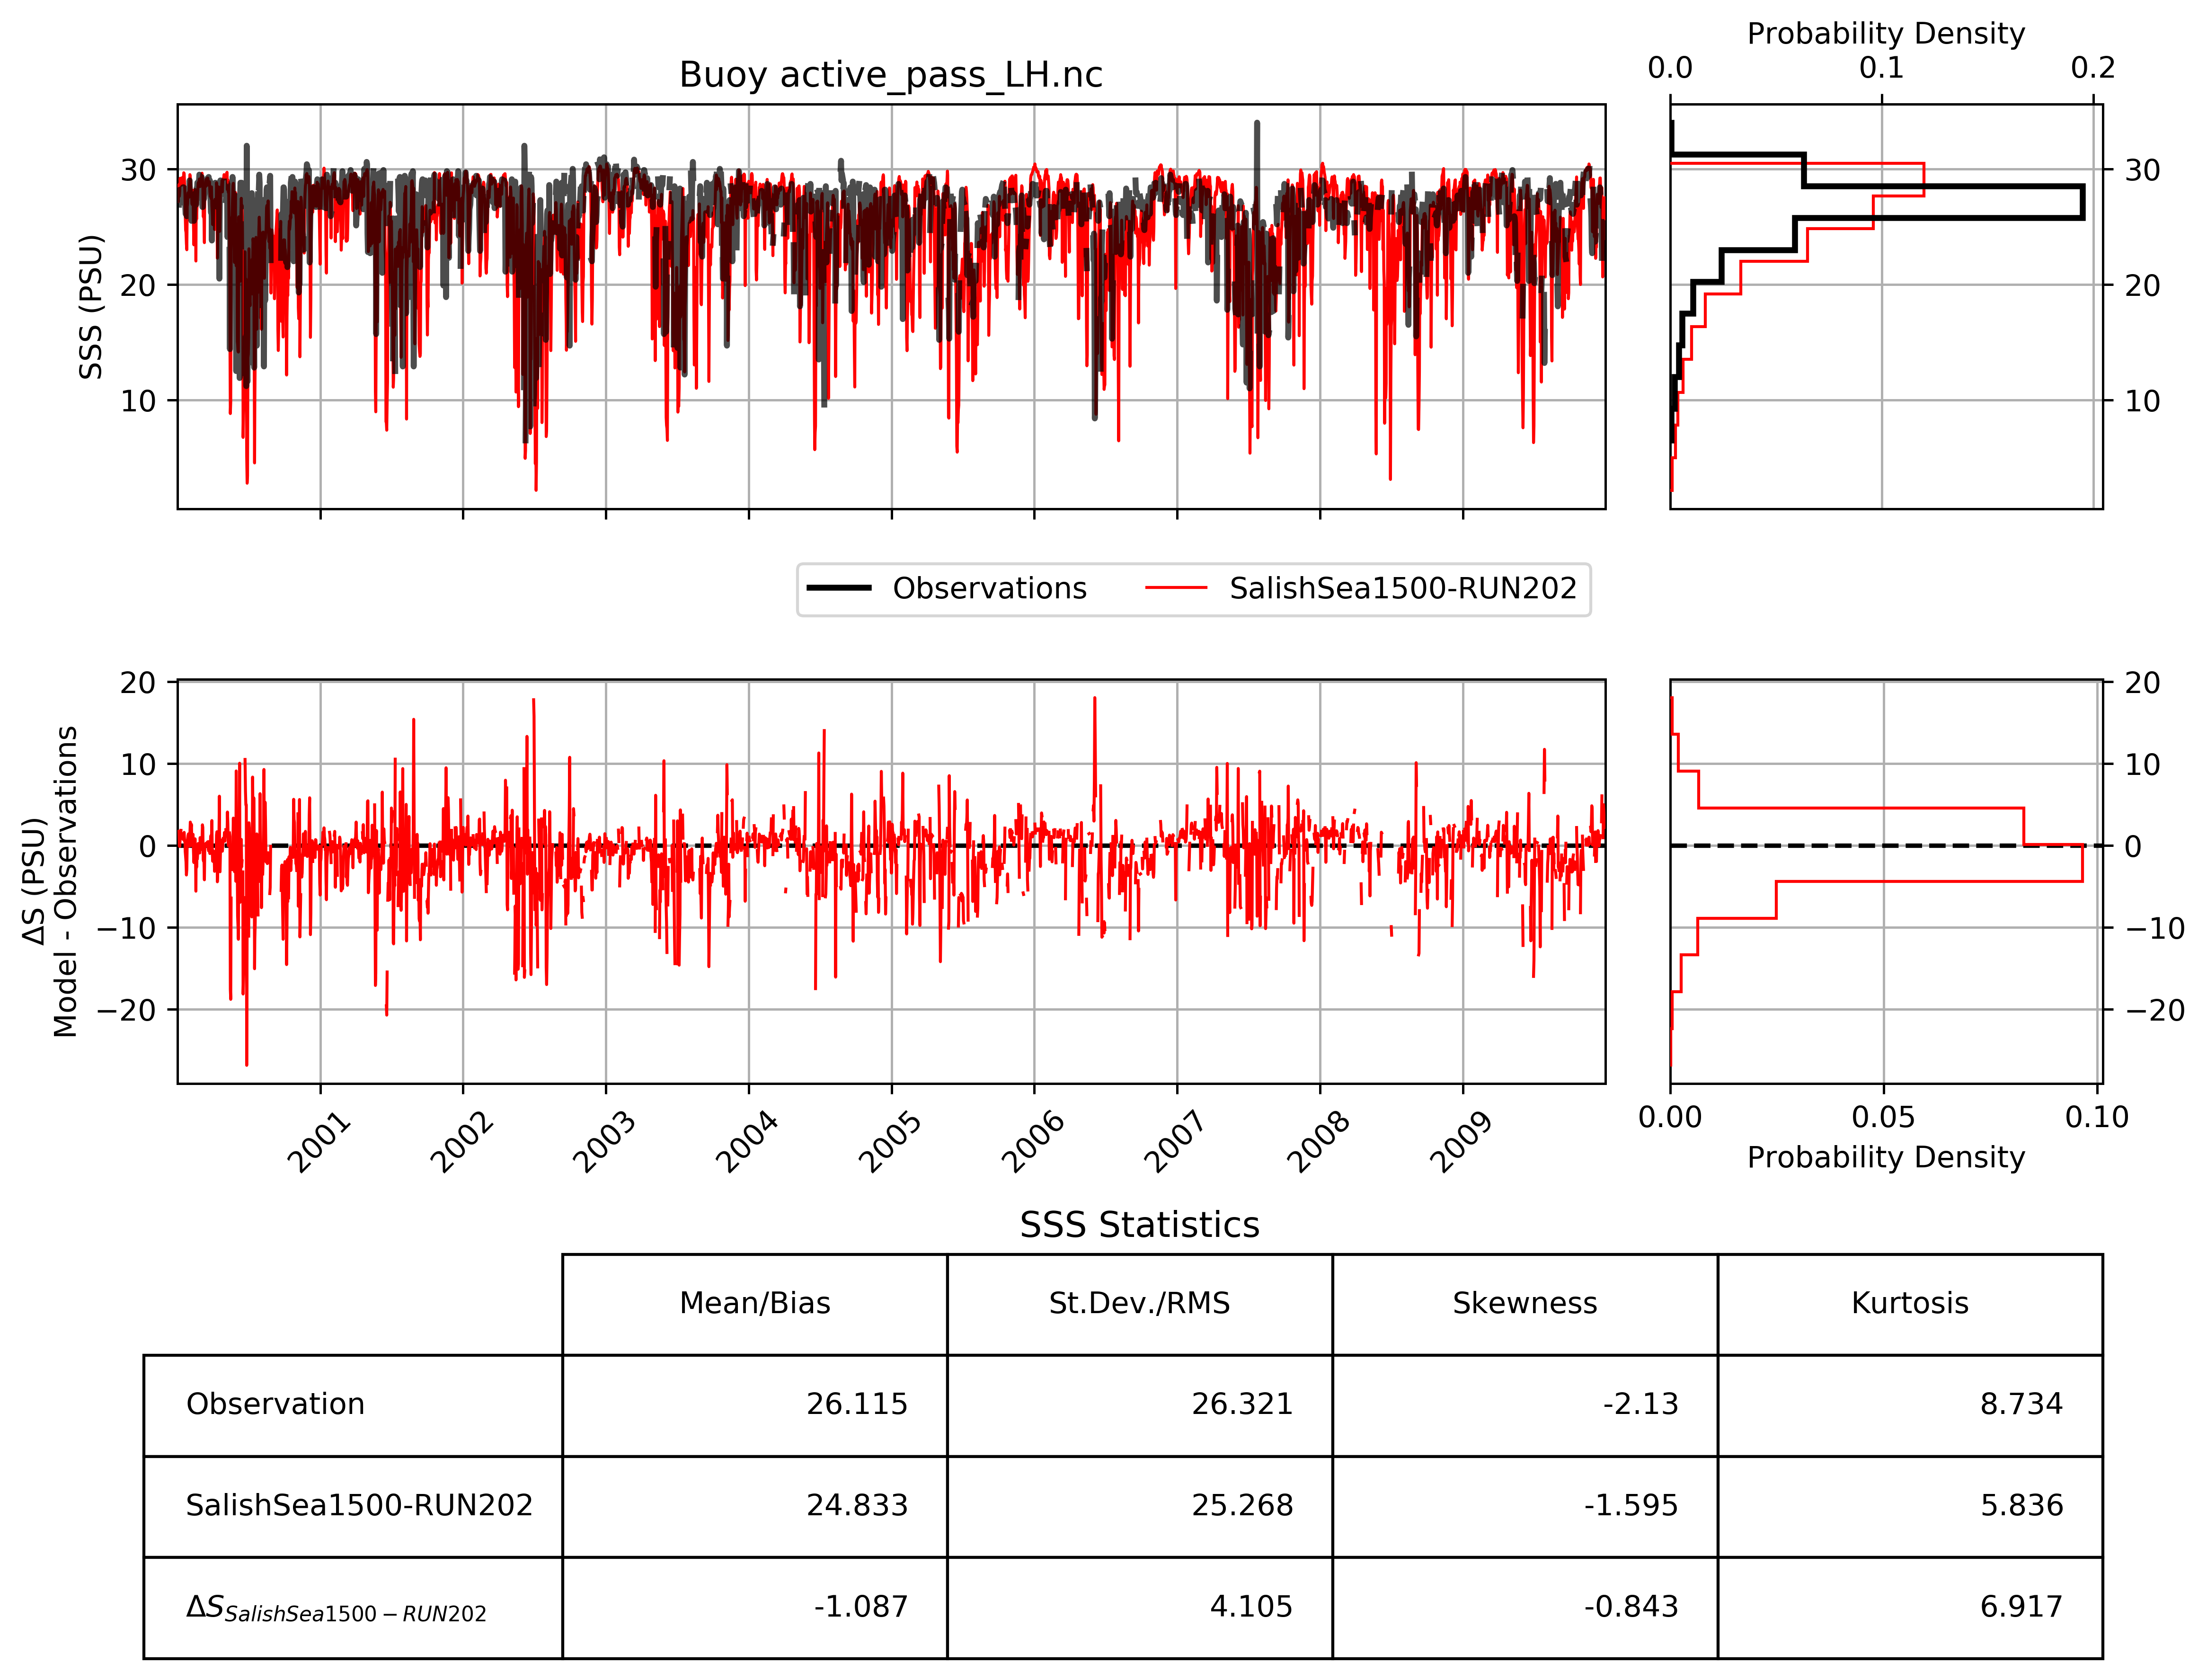 Probability Density
0.0 0.1 0.2
Buoy active_pass_LH.nc
SSS (PSU)
30
20
10
30
20
10
Observations SalishSea1500-RUN202
ΔS (PSU)
Model - Observations
20
10
0
−10
−20
20
10
0
−10
−20
2001 2002 2003 2004 2005 2006 2007 2008 2009
0.00 0.05 0.10
Probability Density
SSS Statistics
Mean/Bias St.Dev./RMS Skewness Kurtosis
Observation 26.115 26.321 -2.13 8.734
SalishSea1500-RUN202 24.833 25.268 -1.595 5.836
ΔS SalishSea1500−RUN202 -1.087 4.105 -0.843 6.917